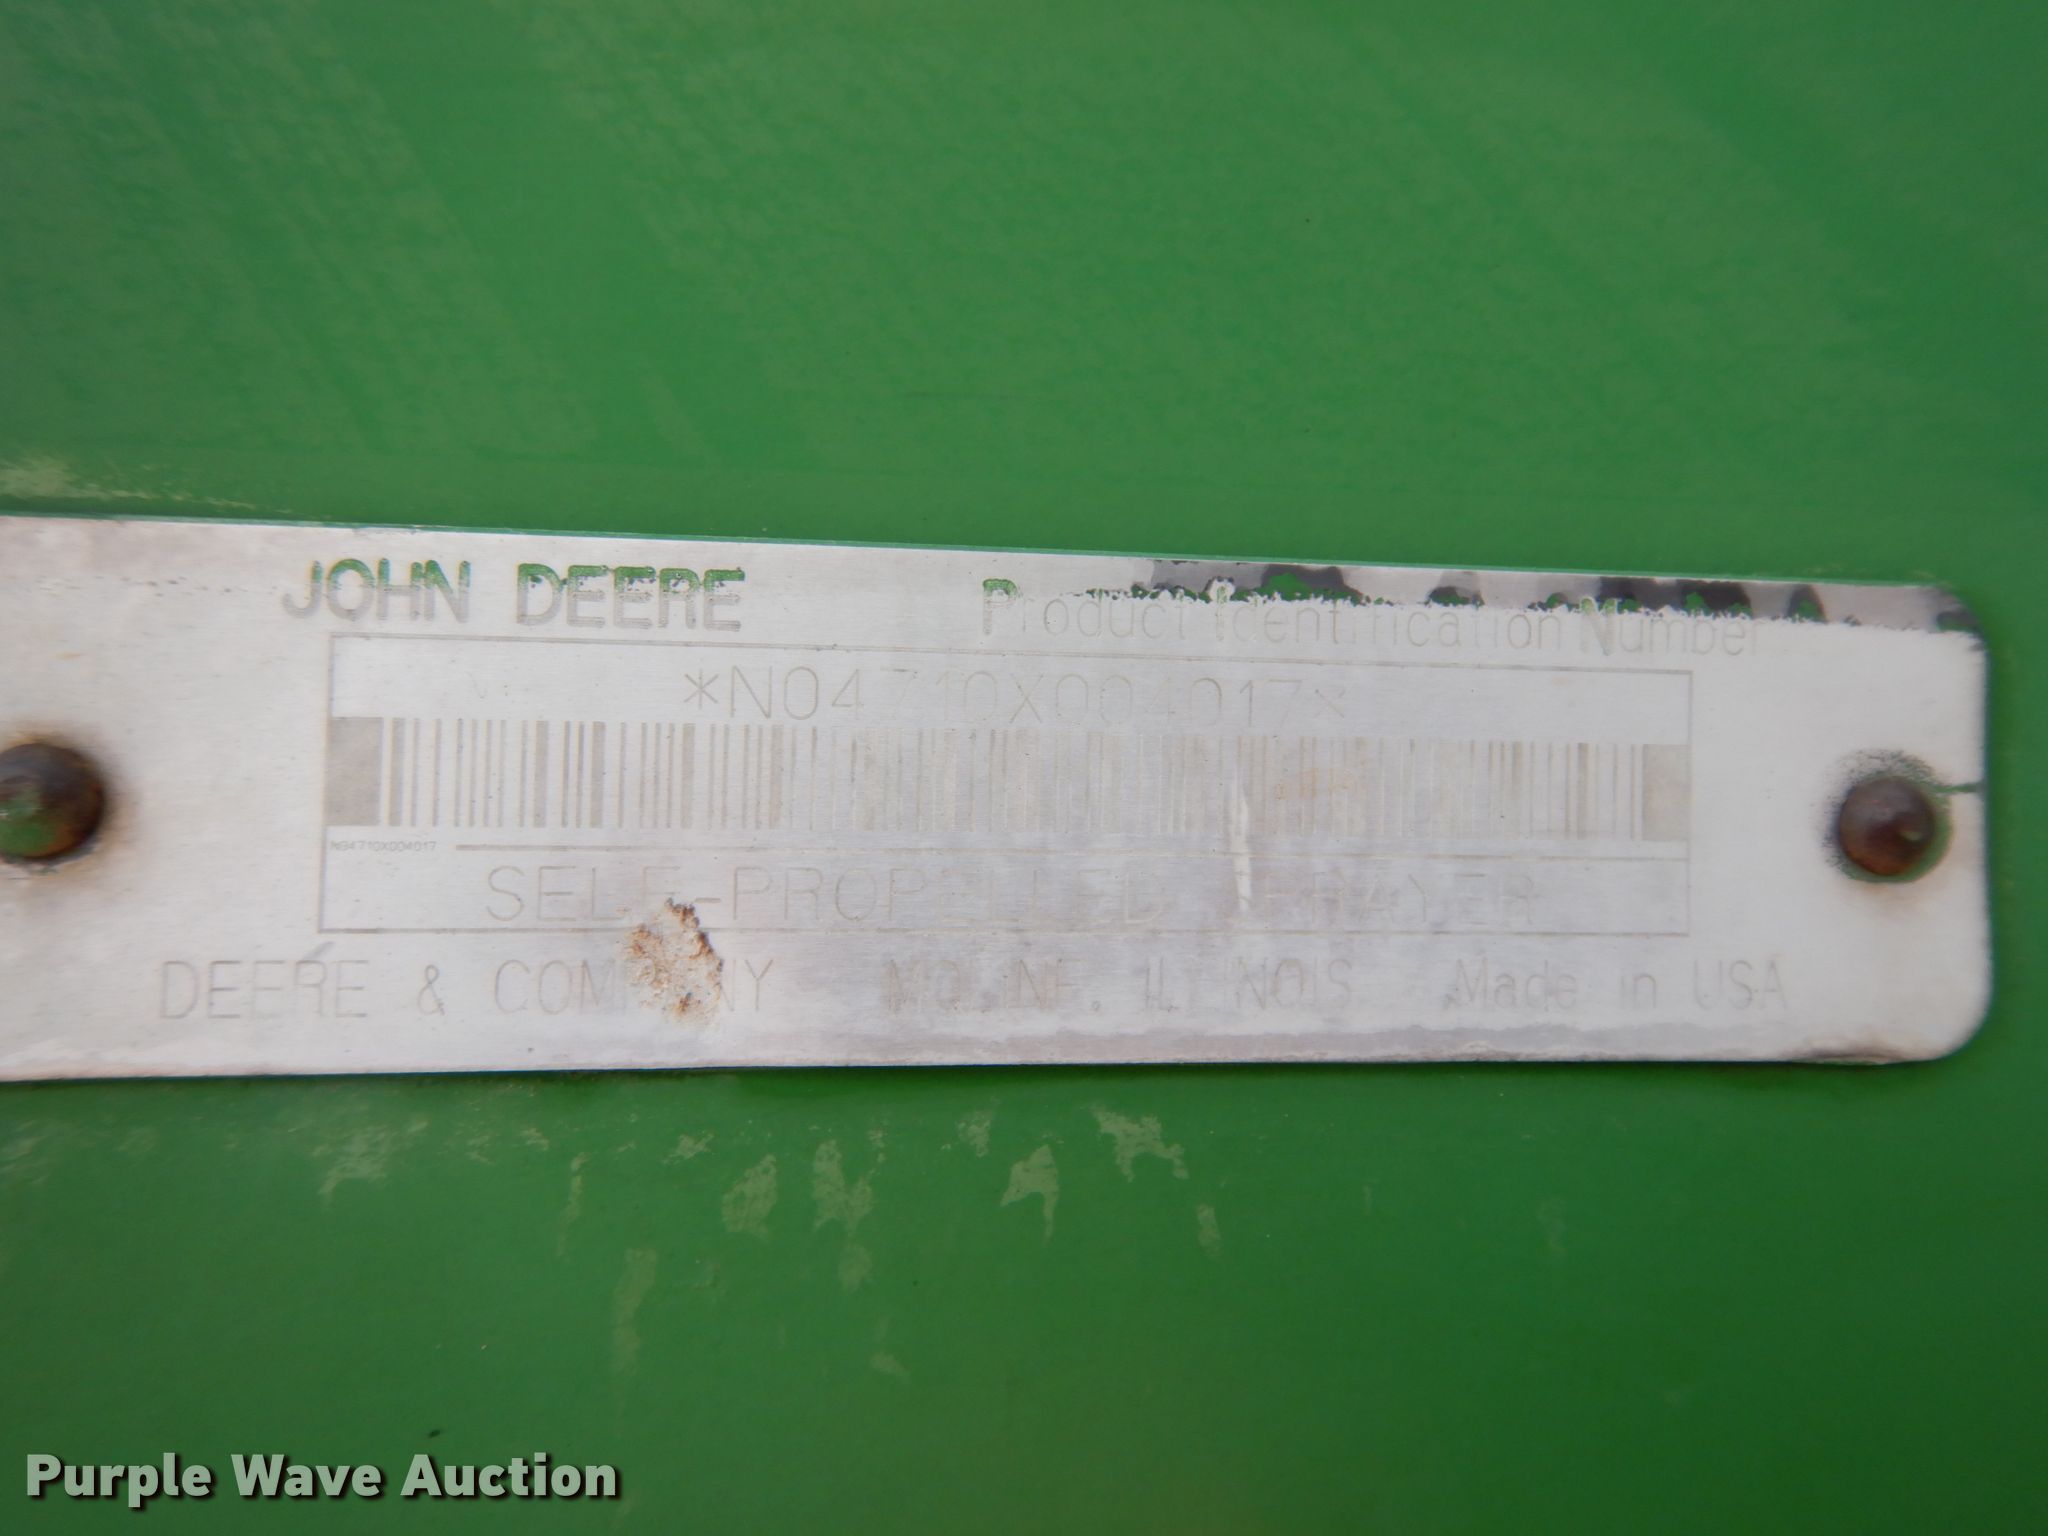 JOHN DEERE Product Identification Number
*N04710X004017*
N04710X004017
SELF-PROPELLED SPRAYER
DEERE & COMPANY MOLINE, ILLINOIS Made in USA
Purple Wave Auction